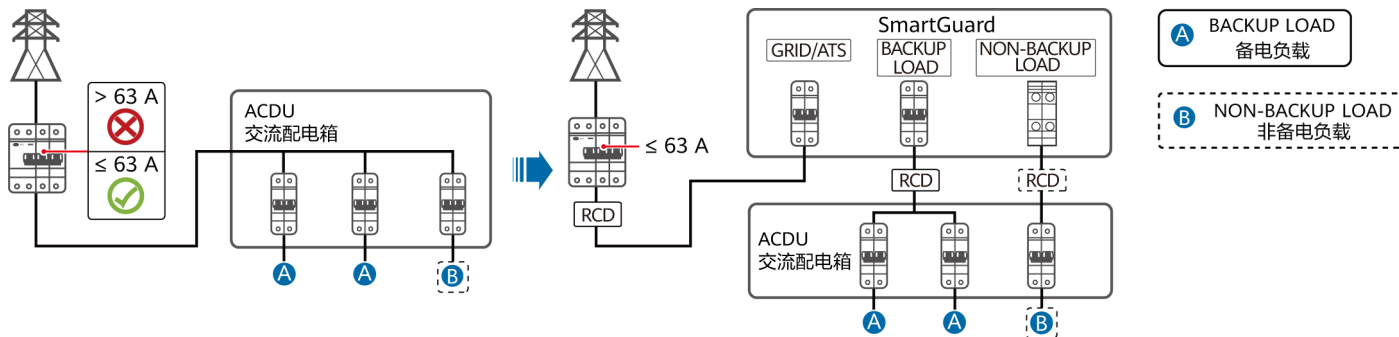 > 63 A
≤ 63 A
ACDU
交流配电箱
A
A
B
≤ 63 A
RCD
SmartGuard
GRID/ATS
BACKUP
LOAD
NON-BACKUP
LOAD
RCD
RCD
ACDU
交流配电箱
A
A
B
A
BACKUP LOAD
备电负载
B
NON-BACKUP LOAD
非备电负载